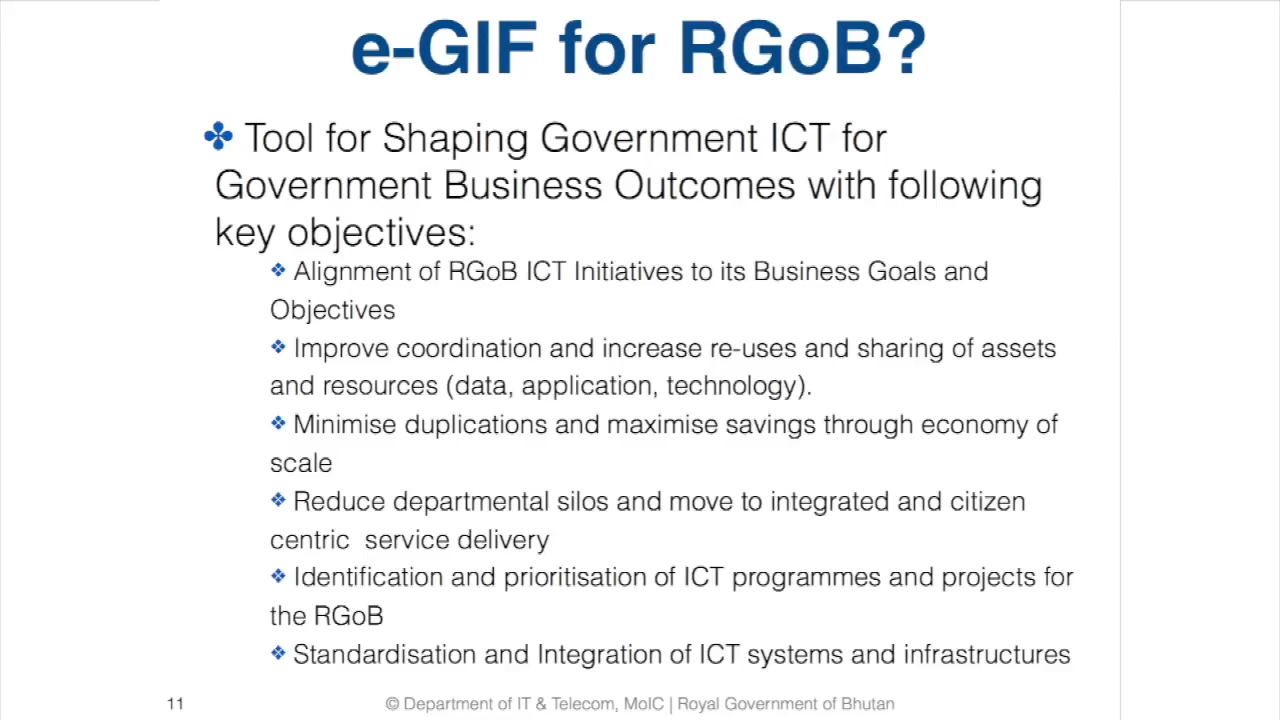 e-GIF for RGoB?
✤ Tool for Shaping Government ICT for
Government Business Outcomes with following
key objectives:
❖ Alignment of RGoB ICT Initiatives to its Business Goals and
Objectives
❖ Improve coordination and increase re-uses and sharing of assets
and resources (data, application, technology).
❖ Minimise duplications and maximise savings through economy of
scale
❖ Reduce departmental silos and move to integrated and citizen
centric  service delivery
❖ Identification and prioritisation of ICT programmes and projects for
the RGoB
❖ Standardisation and Integration of ICT systems and infrastructures
11
© Department of IT & Telecom, MoIC | Royal Government of Bhutan